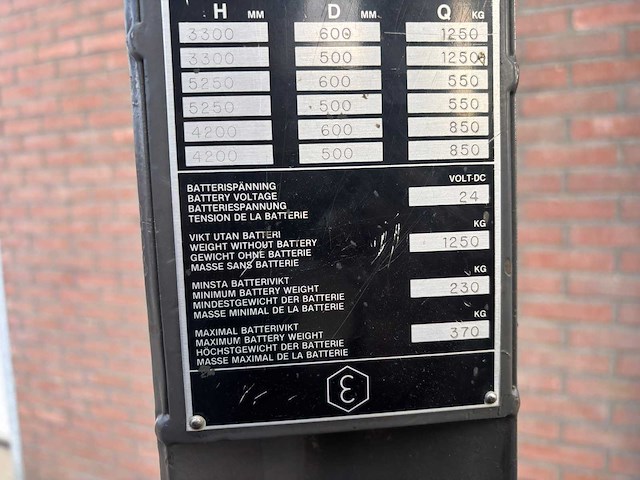 H MM D MM Q KG
3300 600 1250
3300 500 1250
5250 600 550
5250 500 550
4200 600 850
4200 500 850
VOLT-DC
BATTERISPÄNNING
BATTERY VOLTAGE 24
BATTERIESPANNUNG
TENSION DE LA BATTERIE
KG
VIKT UTAN BATTERI
WEIGHT WITHOUT BATTERY 1250
GEWICHT OHNE BATTERIE
MASSE SANS BATTERIE
KG
MINSTA BATTERIVIKT
MINIMUM BATTERY WEIGHT 230
MINDESTGEWICHT DER BATTERIE
MASSE MINIMAL DE LA BATTERIE
KG
MAXIMAL BATTERIVIKT
MAXIMUM BATTERY WEIGHT 370
HÖCHSTGEWICHT DER BATTERIE
MASSE MAXIMAL DE LA BATTERIE
Ɛ